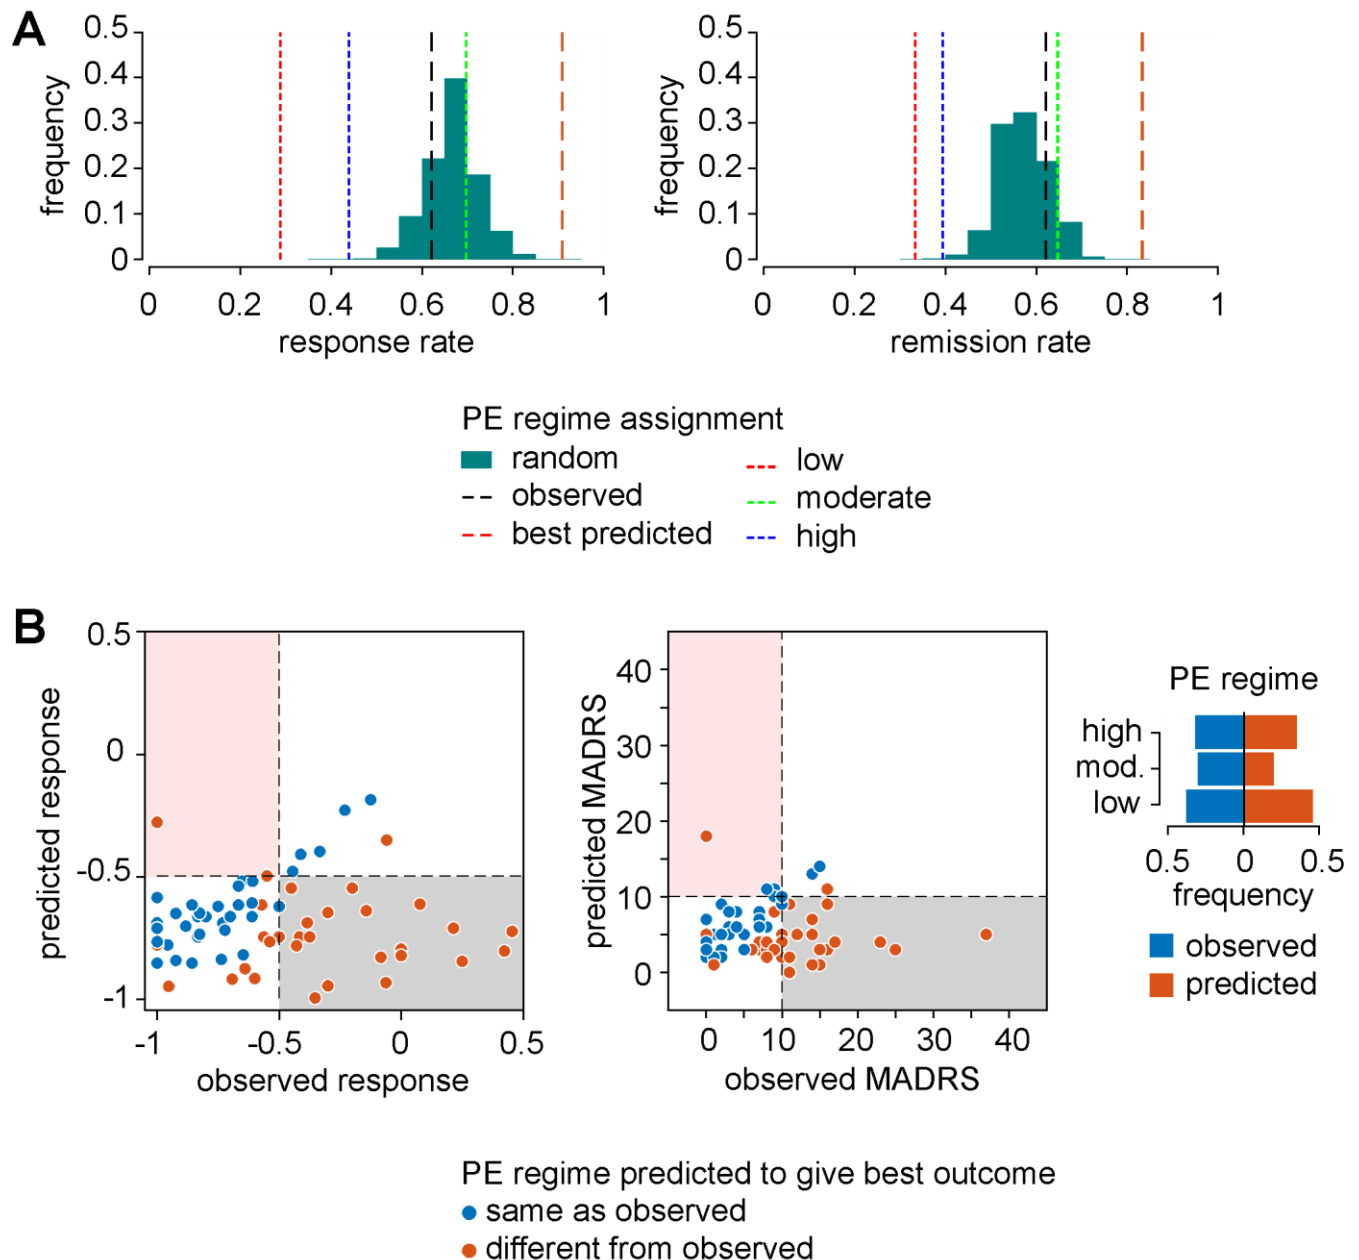 A
0.5
0.4
0.3
0.2
0.1
0
frequency
0 0.2 0.4 0.6 0.8 1
response rate
0.5
0.4
0.3
0.2
0.1
0
frequency
0 0.2 0.4 0.6 0.8 1
remission rate
PE regime assignment
random
observed
best predicted
low
moderate
high
B
0.5
0
-0.5
-1
predicted response
-1 -0.5 0 0.5
observed response
40
30
20
10
0
predicted MADRS
0 10 20 30 40
observed MADRS
PE regime
high
mod.
low
0.5 0 0.5
frequency
observed
predicted
PE regime predicted to give best outcome
same as observed
different from observed